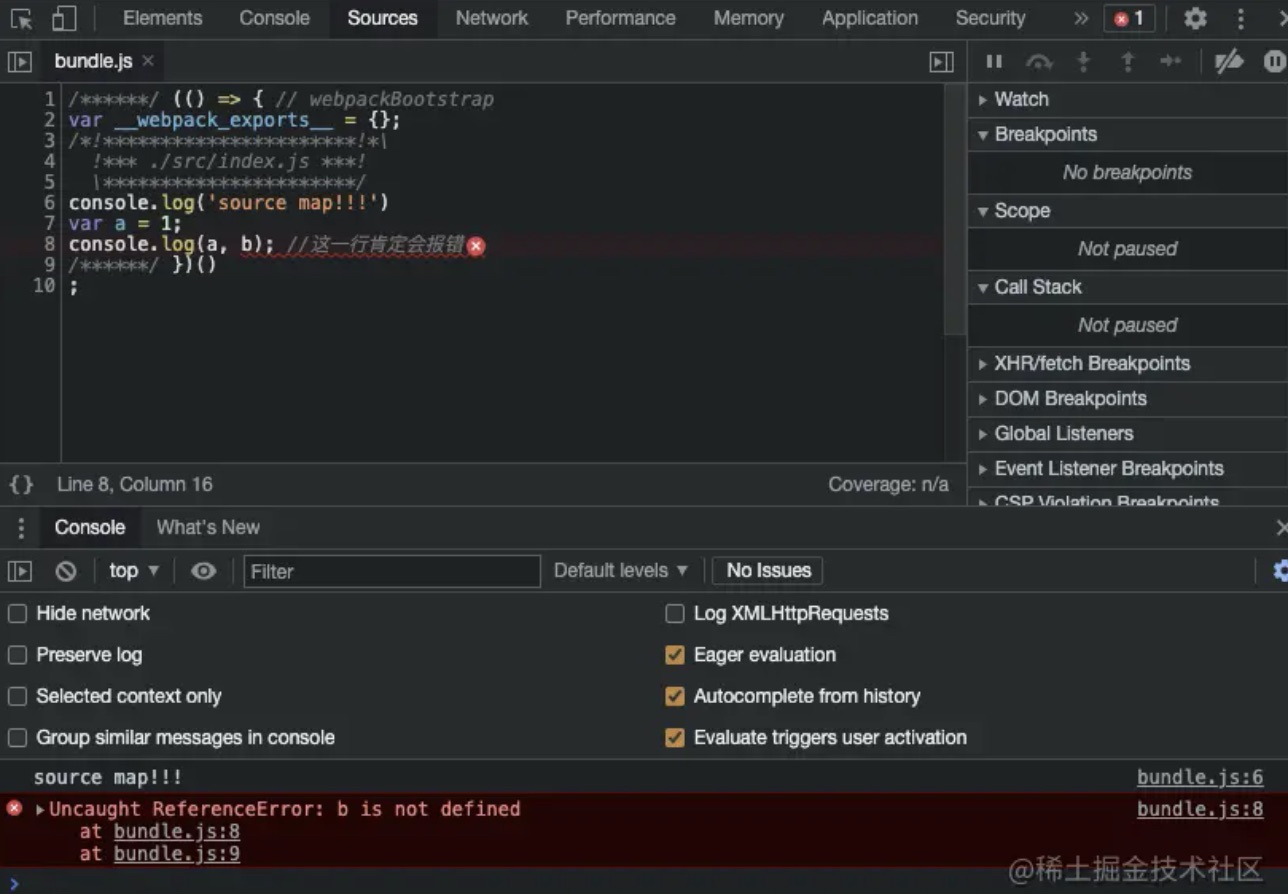 Elements Console Sources Network Performance Memory Application Security » 1
bundle.js ×
1 /******/ (() => { // webpackBootstrap
2 var __webpack_exports__ = {};
3 /*!**********************!*\
4   !*** ./src/index.js ***!
5   \**********************/
6 console.log('source map!!!')
7 var a = 1;
8 console.log(a, b); //这一行肯定会报错
9 /******/ })()
10 ;
Watch
Breakpoints
No breakpoints
Scope
Not paused
Call Stack
Not paused
XHR/fetch Breakpoints
DOM Breakpoints
Global Listeners
Event Listener Breakpoints
CSP Violation Breakpoints
{} Line 8, Column 16 Coverage: n/a
Console What's New
top Filter Default levels No Issues
Hide network Log XMLHttpRequests
Preserve log Eager evaluation
Selected context only Autocomplete from history
Group similar messages in console Evaluate triggers user activation
source map!!! bundle.js:6
Uncaught ReferenceError: b is not defined bundle.js:8
at bundle.js:8
at bundle.js:9
@稀土掘金技术社区